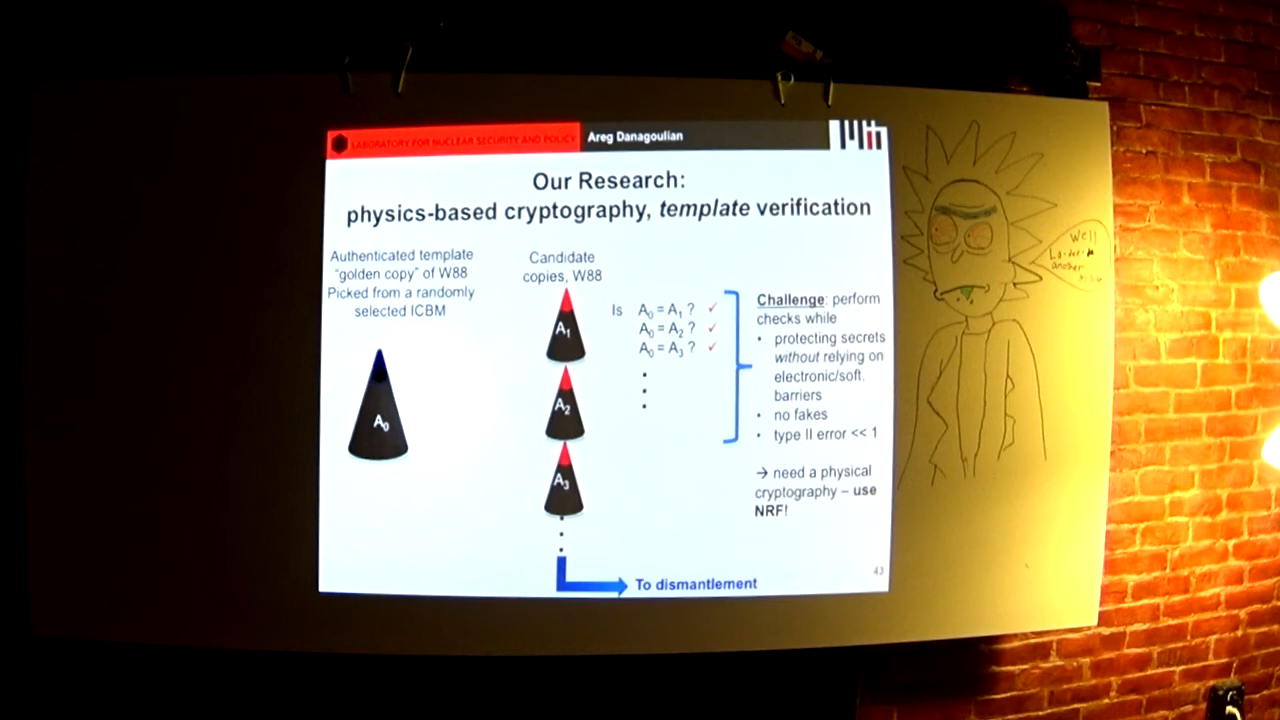 LABORATORY FOR NUCLEAR SECURITY AND POLICY
Areg Danagoulian
Our Research:
physics-based cryptography, template verification
Authenticated template
"golden copy" of W88
Picked from a randomly
selected ICBM
A0
Candidate
copies, W88
A1
A2
A3
Is A0 = A1 ? ✓
A0 = A2 ? ✓
A0 = A3 ? ✓
Challenge: perform
checks while
• protecting secrets
without relying on
electronic/soft.
barriers
• no fakes
• type II error << 1
→ need a physical
cryptography – use
NRF!
To dismantlement
43
Well
another